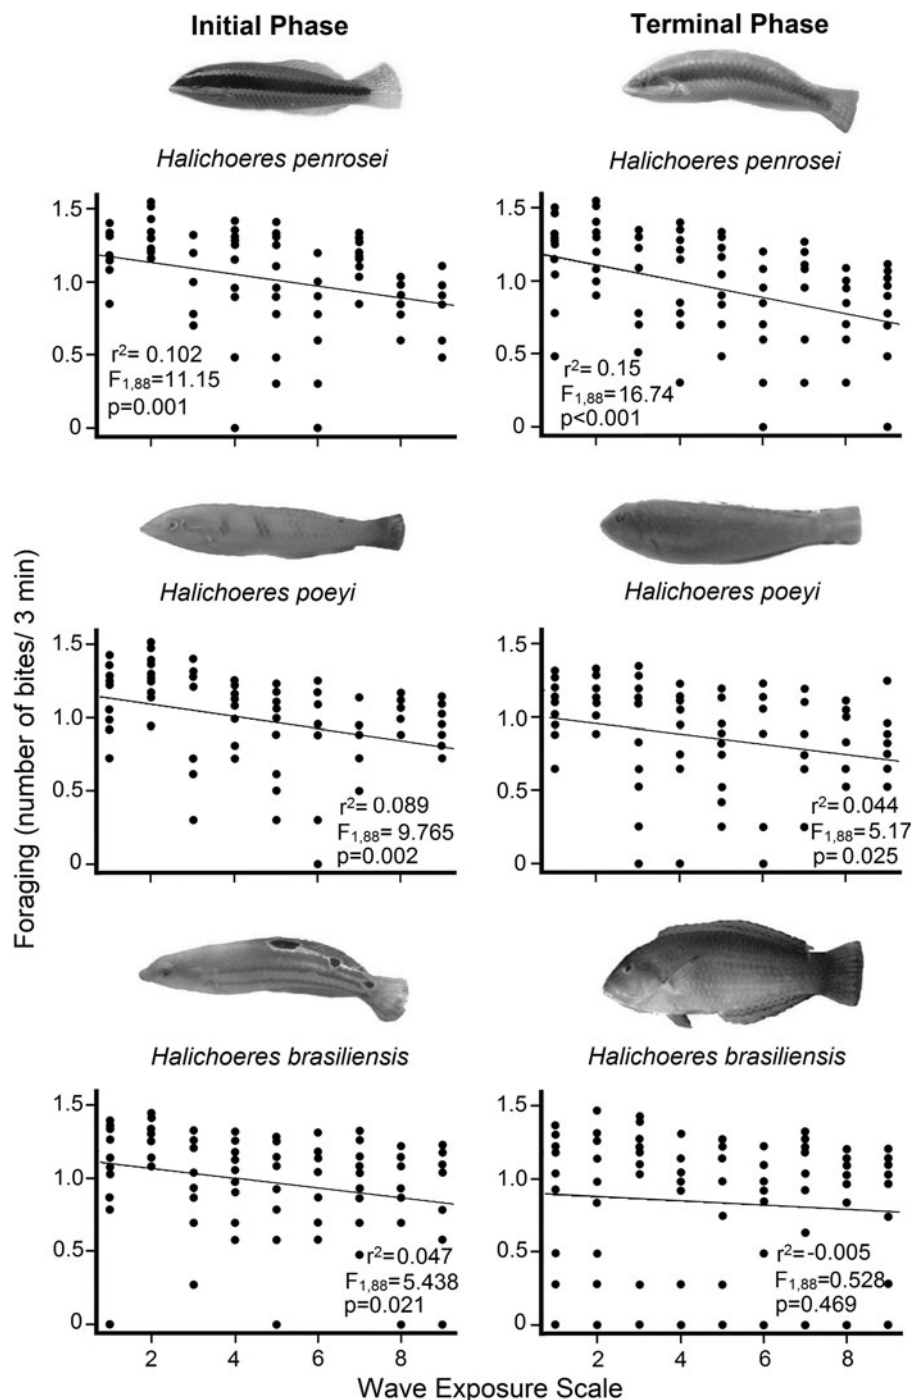 Initial Phase
Terminal Phase
Halichoeres penrosei
Halichoeres penrosei
1.5
1.0
0.5
0
r²= 0.102
F1,88=11.15
p=0.001
1.5
1.0
0.5
0
r²= 0.15
F1,88=16.74
p<0.001
Halichoeres poeyi
Halichoeres poeyi
Foraging (number of bites/ 3 min)
1.5
1.0
0.5
0
r²= 0.089
F1,88= 9.765
p=0.002
1.5
1.0
0.5
0
r²= 0.044
F1,88= 5.17
p= 0.025
Halichoeres brasiliensis
Halichoeres brasiliensis
1.5
1.0
0.5
0
r²=0.047
F1,88=5.438
p=0.021
2 4 6 8
1.5
1.0
0.5
0
r²=-0.005
F1,88=0.528
p=0.469
2 4 6 8
Wave Exposure Scale